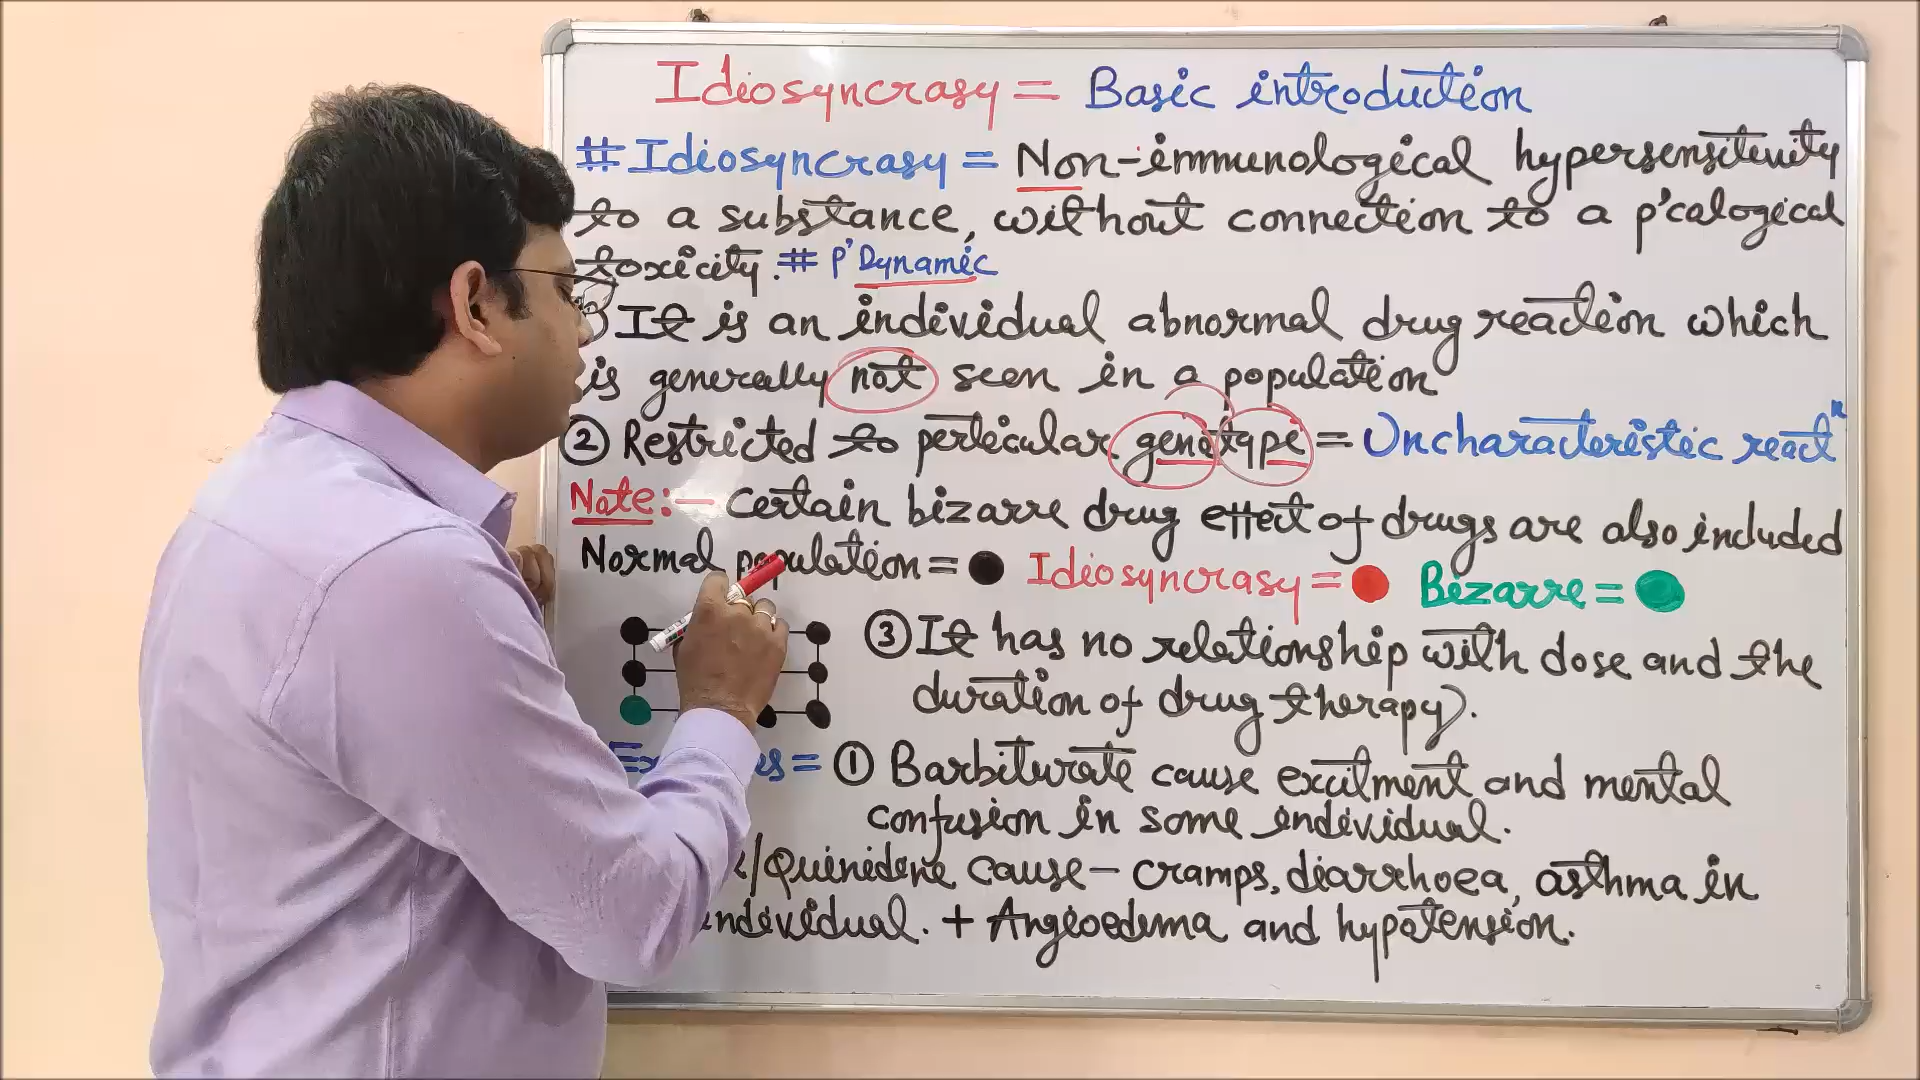 Idiosyncrasy = Basic introduction
# Idiosyncrasy = Non-immunological hypersensitivity
to a substance, without connection to a p'calogical
toxicity. # P'Dynamic
It is an individual abnormal drug reaction which
is generally not seen in a population
② Restricted to perticular genotype = Uncharacteristic reactn
Note:- Certain bizarre drug effect of drugs are also included
Normal population = Idiosyncrasy = Bizarre =
③ It has no relationship with dose and the
duration of drug therapy).
= ① Barbiturate cause excitment and mental
confusion in some individual.
/Quinidine cause - cramps, diarrhoea, asthma in
individual. + Angioedema and hypotension.